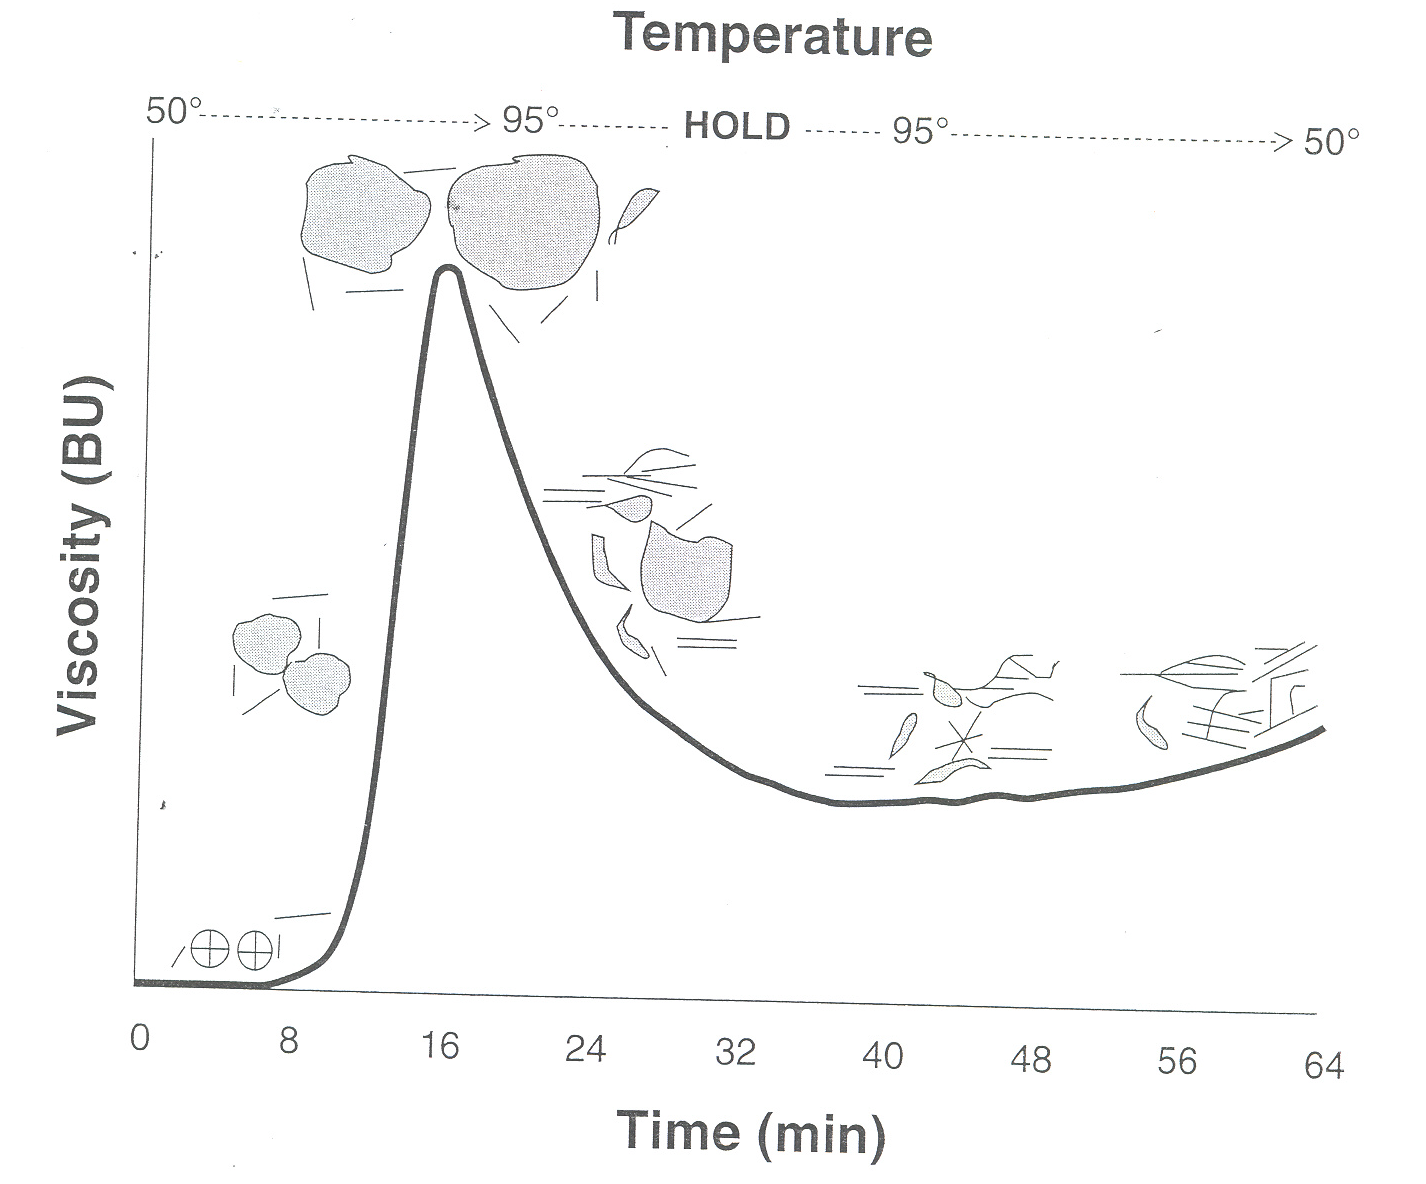 Temperature
50° -----------> 95° ------- HOLD ----- 95° -----------> 50°
Viscosity (BU)
0 8 16 24 32 40 48 56 64
Time (min)